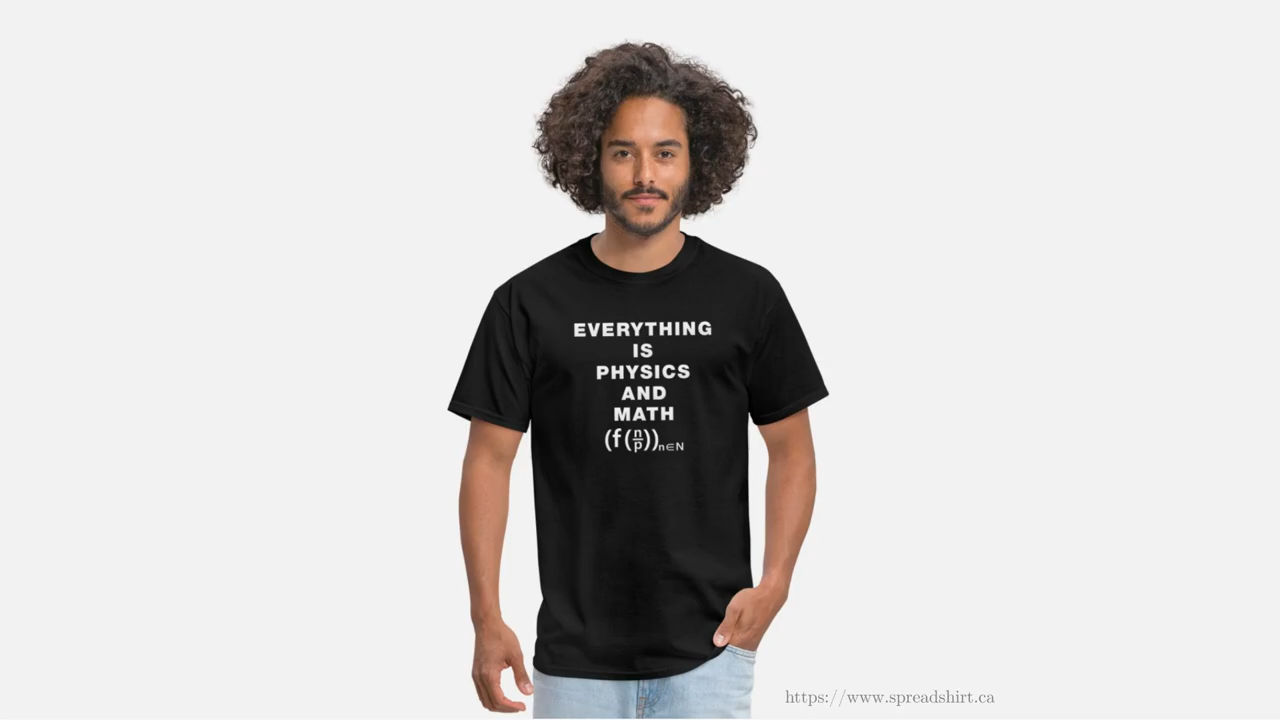 EVERYTHING
IS
PHYSICS
AND
MATH
(f(n/p))n∈N
https://www.spreadshirt.ca